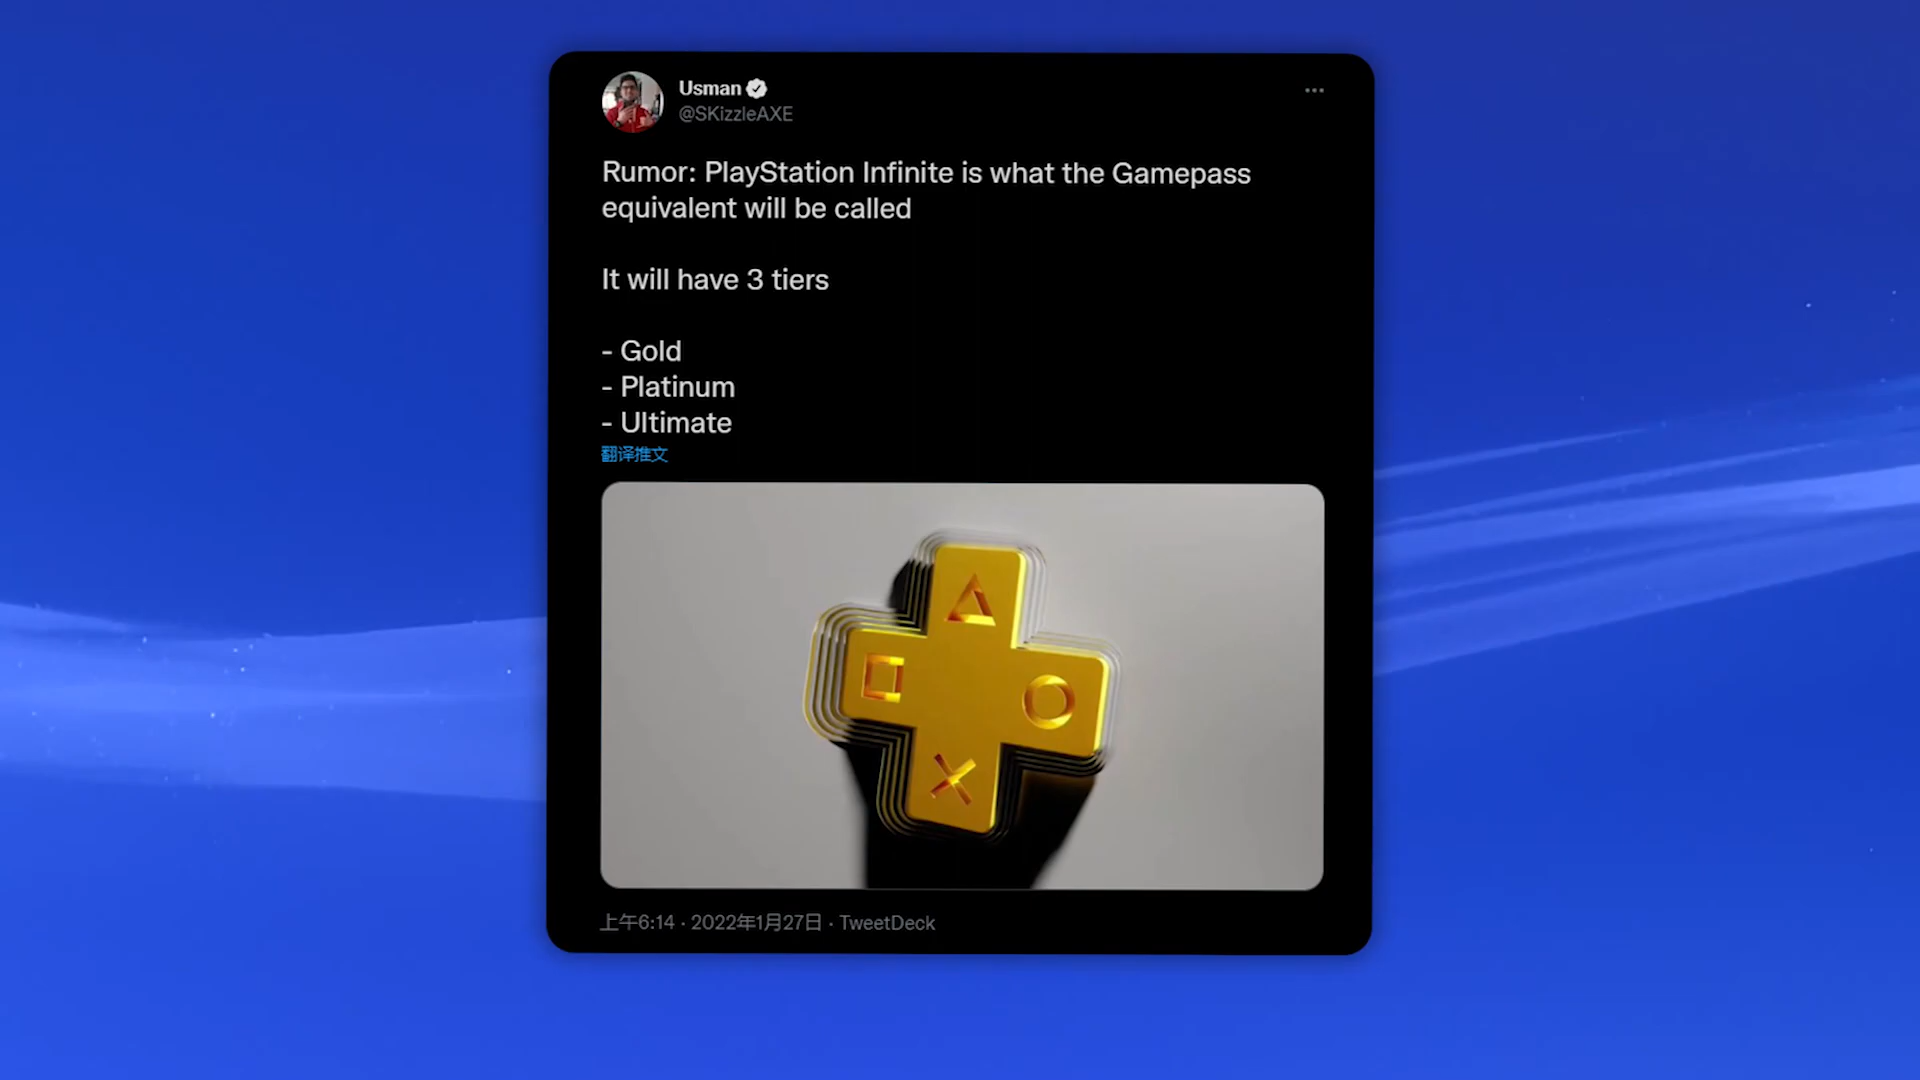 Usman
@SKizzleAXE
Rumor: PlayStation Infinite is what the Gamepass
equivalent will be called
It will have 3 tiers
- Gold
- Platinum
- Ultimate
翻译推文
上午6:14 · 2022年1月27日 · TweetDeck